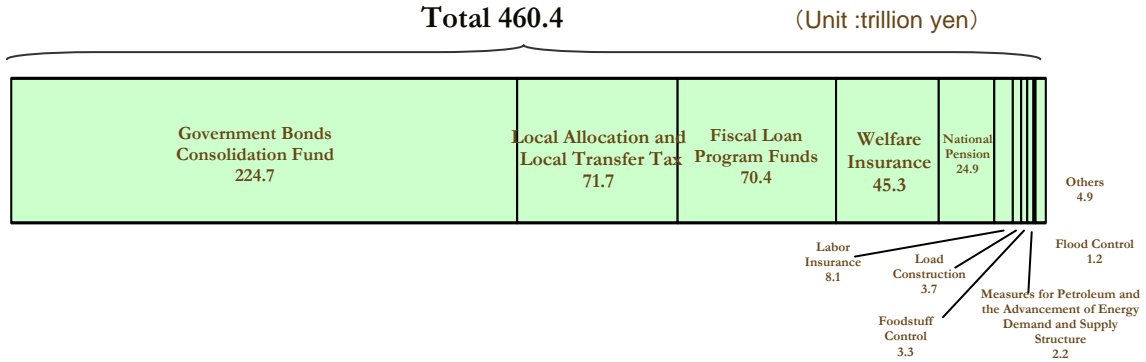 Total 460.4
（Unit :trillion yen）
Government Bonds
Consolidation Fund
224.7
Local Allocation and
Local Transfer Tax
71.7
Fiscal Loan
Program Funds
70.4
Welfare
Insurance
45.3
National
Pension
24.9
Others
4.9
Labor
Insurance
8.1
Load
Construction
3.7
Foodstuff
Control
3.3
Measures for Petroleum and
the Advancement of Energy
Demand and Supply
Structure
2.2
Flood Control
1.2